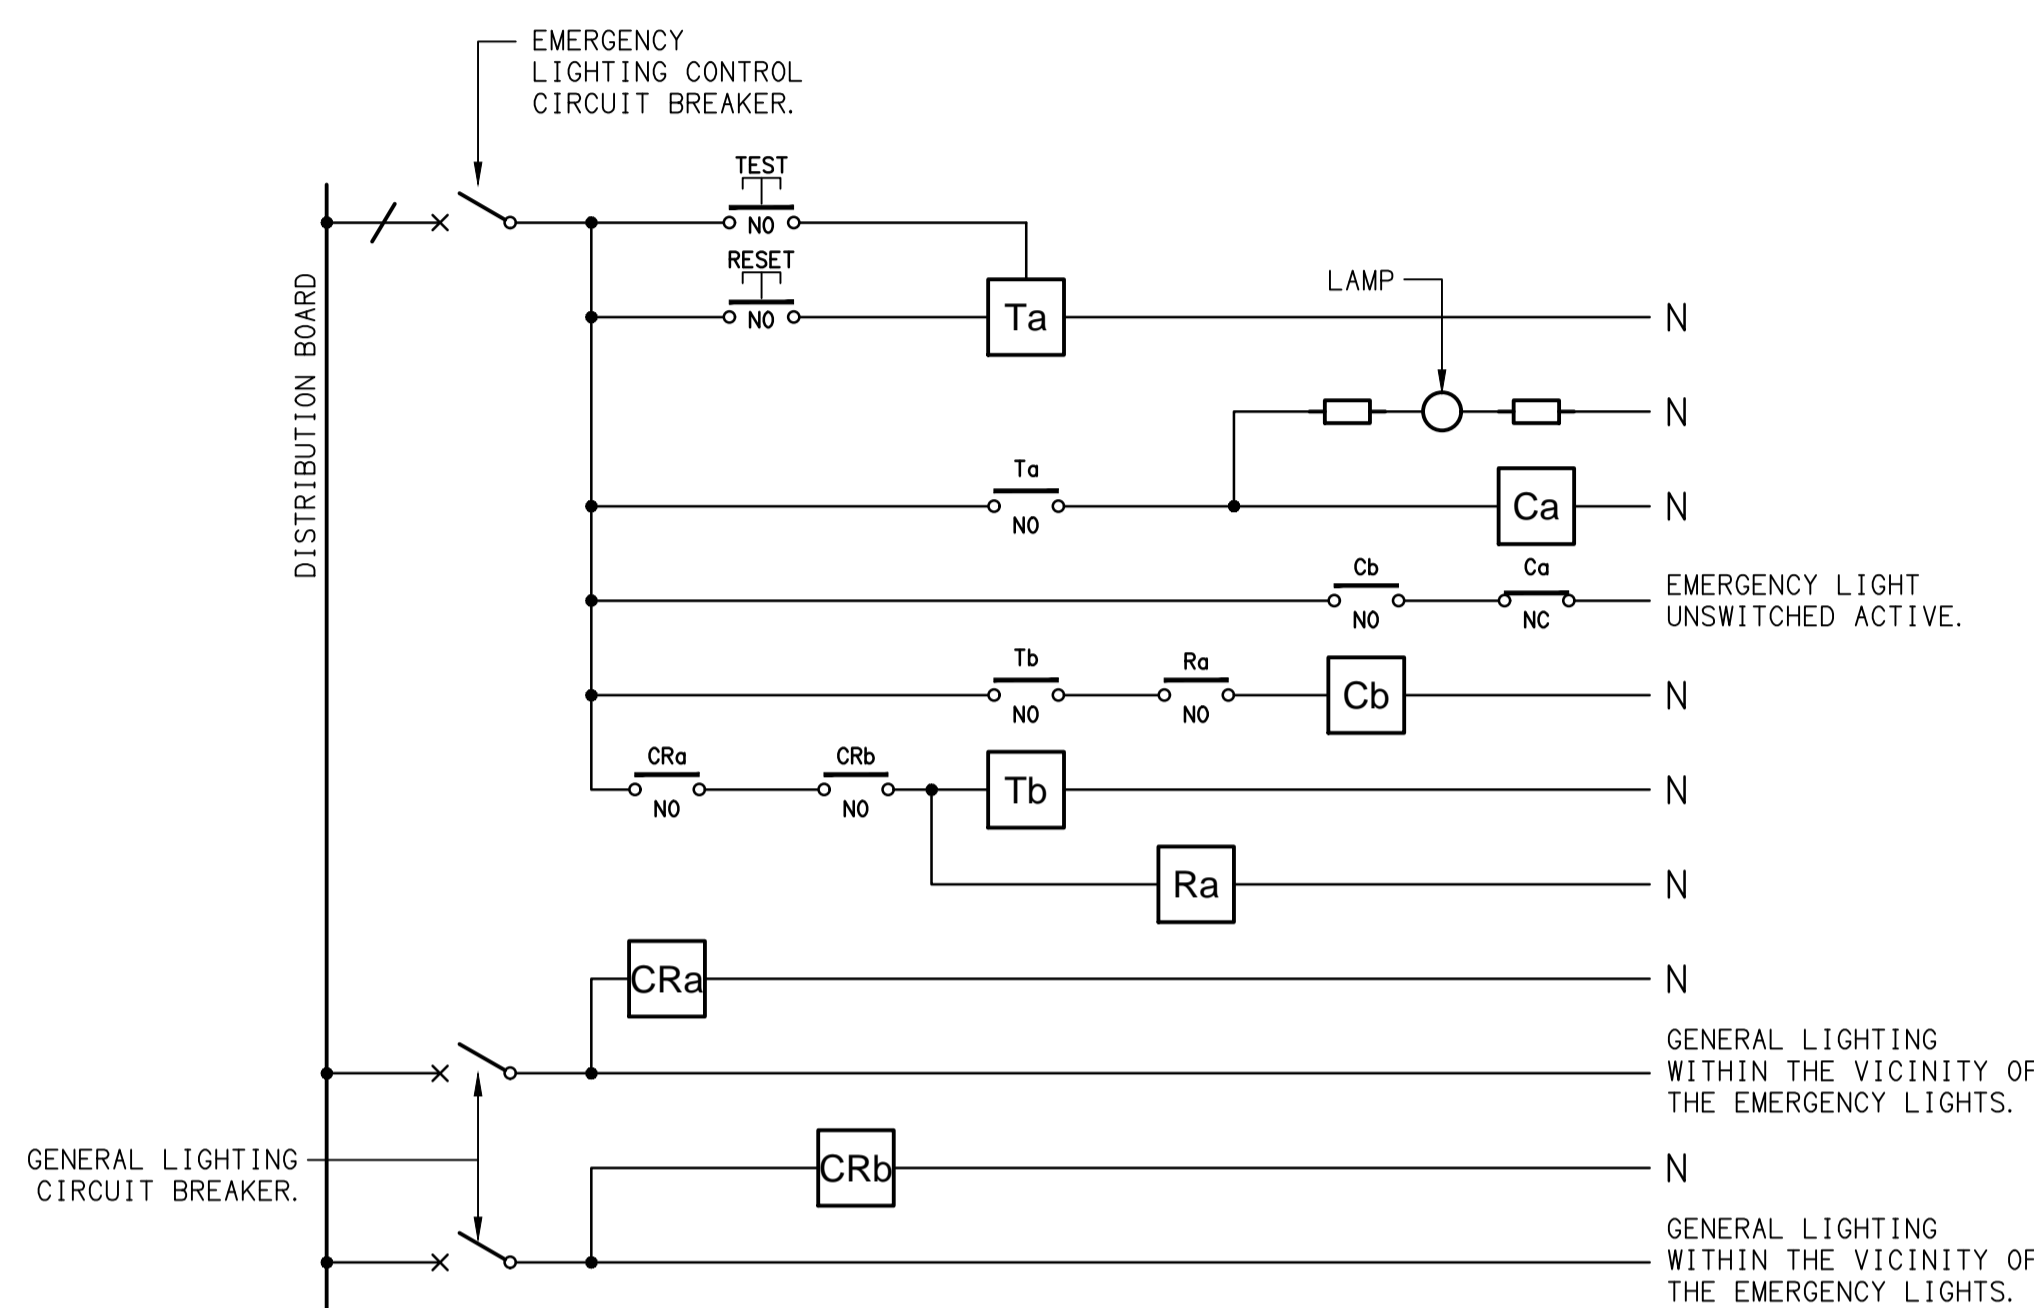 EMERGENCY
LIGHTING CONTROL
CIRCUIT BREAKER.
TEST
NO
RESET
NO
DISTRIBUTION BOARD
Ta
N
LAMP
N
Ta
NO
Ca
N
Cb
NO
Ca
NC
EMERGENCY LIGHT
UNSWITCHED ACTIVE.
Tb
NO
Ra
NO
Cb
N
CRa
NO
CRb
NO
Tb
N
Ra
N
CRa
N
GENERAL LIGHTING
WITHIN THE VICINITY OF
THE EMERGENCY LIGHTS.
GENERAL LIGHTING
CIRCUIT BREAKER.
CRb
N
GENERAL LIGHTING
WITHIN THE VICINITY OF
THE EMERGENCY LIGHTS.